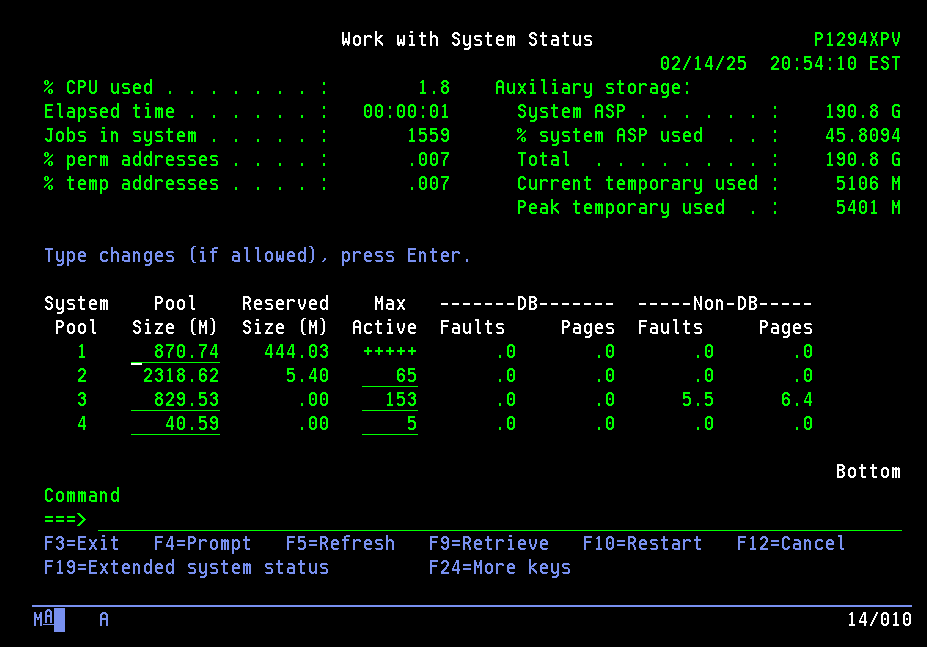 Work with System Status P1294XPV
02/14/25 20:54:10 EST
% CPU used . . . . . . . : 1.8 Auxiliary storage:
Elapsed time . . . . . . : 00:00:01 System ASP . . . . . . : 190.8 G
Jobs in system . . . . . : 1559 % system ASP used . . : 45.8094
% perm addresses . . . . : .007 Total . . . . . . . . : 190.8 G
% temp addresses . . . . : .007 Current temporary used : 5106 M
Peak temporary used . : 5401 M
Type changes (if allowed), press Enter.
System Pool Reserved Max -------DB------- -----Non-DB-----
Pool Size (M) Size (M) Active Faults Pages Faults Pages
1 870.74 444.03 +++++ .0 .0 .0 .0
2 2318.62 5.40 65 .0 .0 .0 .0
3 829.53 .00 153 .0 .0 5.5 6.4
4 40.59 .00 5 .0 .0 .0 .0
Bottom
Command
===>
F3=Exit F4=Prompt F5=Refresh F9=Retrieve F10=Restart F12=Cancel
F19=Extended system status F24=More keys
MA A 14/010